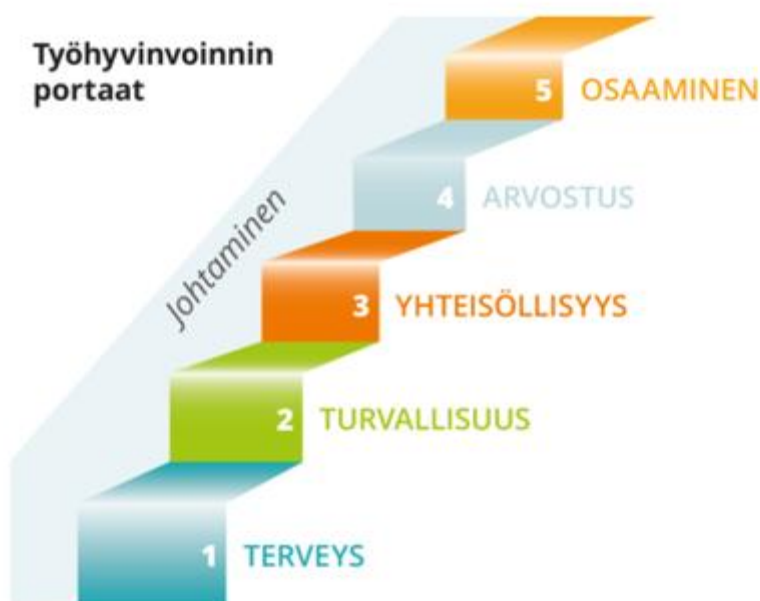 Työhyvinvoinnin
portaat
5 OSAAMINEN
4 ARVOSTUS
Johtaminen
3 YHTEISÖLLISYYS
2 TURVALLISUUS
1 TERVEYS